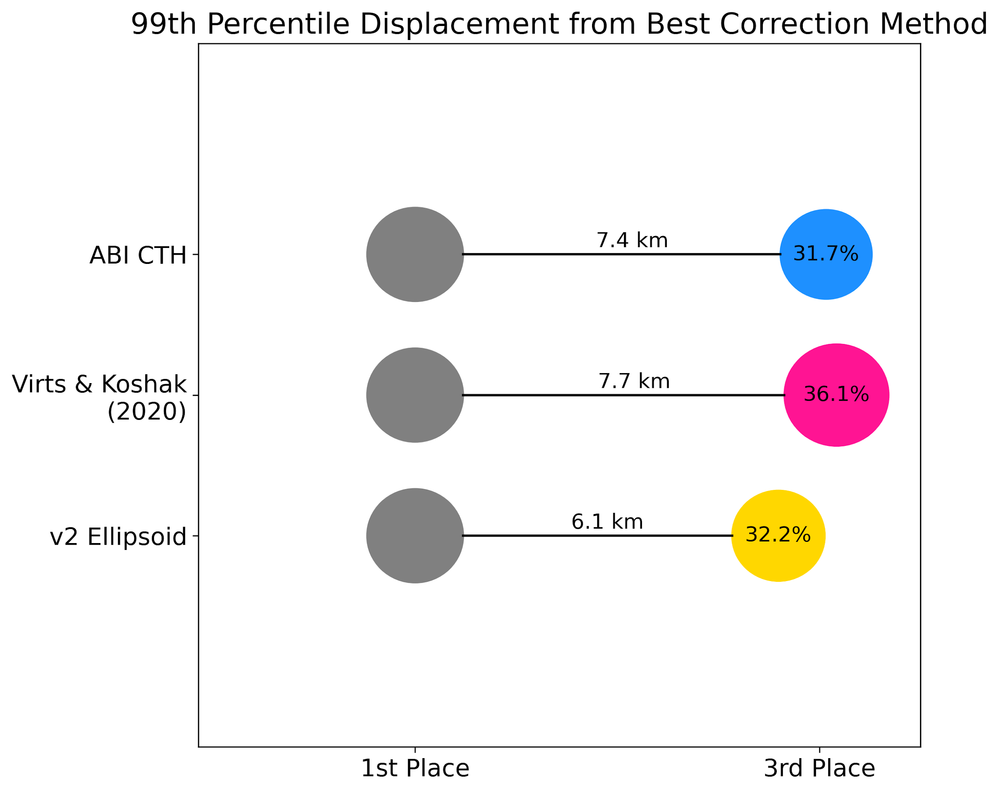 99th Percentile Displacement from Best Correction Method
ABI CTH
7.4 km
31.7%
Virts & Koshak
(2020)
7.7 km
36.1%
v2 Ellipsoid
6.1 km
32.2%
1st Place
3rd Place